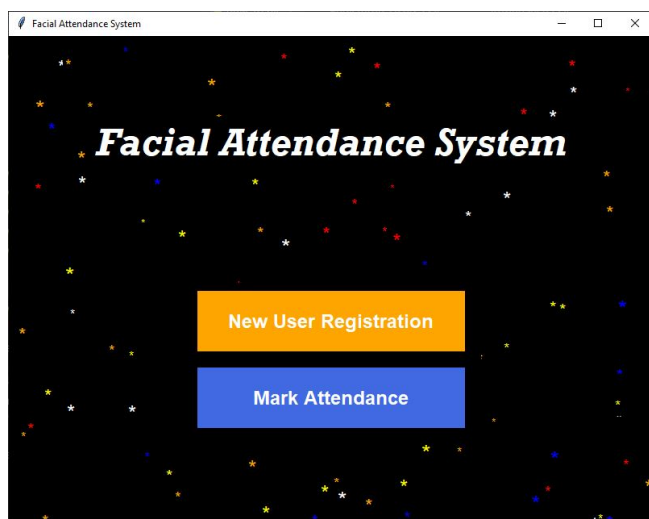 Facial Attendance System
Facial Attendance System
New User Registration
Mark Attendance